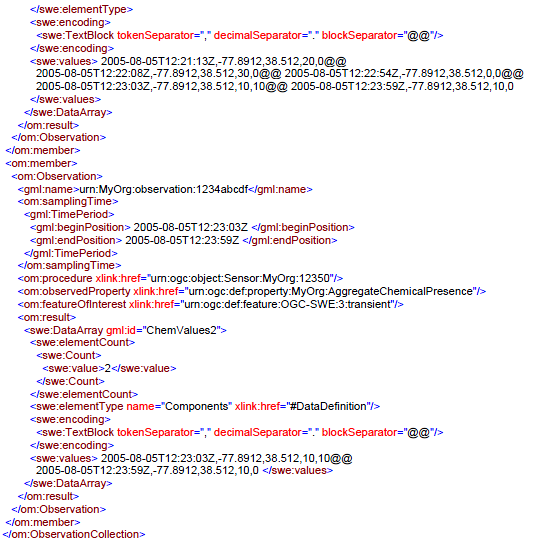 </swe:elementType>
<swe:encoding>
<swe:TextBlock tokenSeparator="," decimalSeparator="." blockSeparator="@@"/>
</swe:encoding>
<swe:values> 2005-08-05T12:21:13Z,-77.8912,38.512,20,0@@
2005-08-05T12:22:08Z,-77.8912,38.512,30,0@@ 2005-08-05T12:22:54Z,-77.8912,38.512,0,0@@
2005-08-05T12:23:03Z,-77.8912,38.512,10,10@@ 2005-08-05T12:23:59Z,-77.8912,38.512,10,0
</swe:values>
</swe:DataArray>
</om:result>
</om:Observation>
</om:member>
<om:member>
<om:Observation>
<gml:name>urn:MyOrg:observation:1234abcdf</gml:name>
<om:samplingTime>
<gml:TimePeriod>
<gml:beginPosition> 2005-08-05T12:23:03Z </gml:beginPosition>
<gml:endPosition> 2005-08-05T12:23:59Z </gml:endPosition>
</gml:TimePeriod>
</om:samplingTime>
<om:procedure xlink:href="urn:ogc:object:Sensor:MyOrg:12350"/>
<om:observedProperty xlink:href="urn:ogc:def:property:MyOrg:AggregateChemicalPresence"/>
<om:featureOfInterest xlink:href="urn:ogc:def:feature:OGC-SWE:3:transient"/>
<om:result>
<swe:DataArray gml:id="ChemValues2">
<swe:elementCount>
<swe:Count>
<swe:value>2</swe:value>
</swe:Count>
</swe:elementCount>
<swe:elementType name="Components" xlink:href="#DataDefinition"/>
<swe:encoding>
<swe:TextBlock tokenSeparator="," decimalSeparator="." blockSeparator="@@"/>
</swe:encoding>
<swe:values> 2005-08-05T12:23:03Z,-77.8912,38.512,10,10@@
2005-08-05T12:23:59Z,-77.8912,38.512,10,0 </swe:values>
</swe:DataArray>
</om:result>
</om:Observation>
</om:member>
</om:ObservationCollection>